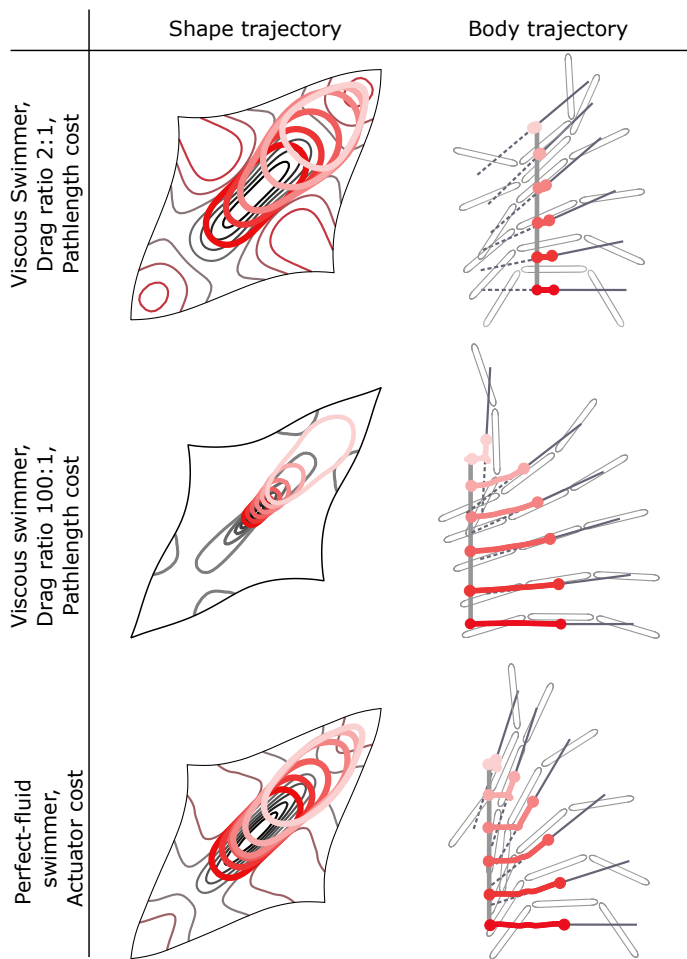 Shape trajectory
Body trajectory
Viscous Swimmer,
Drag ratio 2:1,
Pathlength cost
Viscous swimmer,
Drag ratio 100:1,
Pathlength cost
Perfect-fluid
swimmer,
Actuator cost